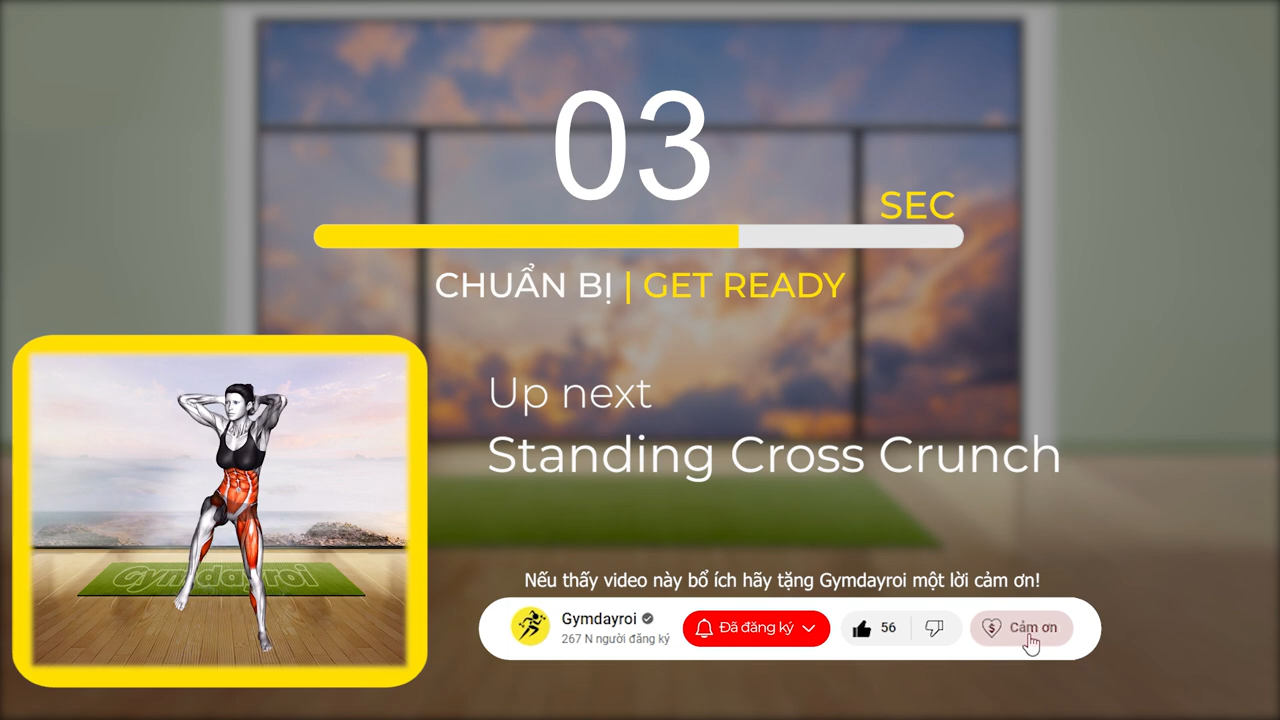 03
SEC
CHUẨN BỊ | GET READY
Up next
Standing Cross Crunch
Gymdayroi
Nếu thấy video này bổ ích hãy tặng Gymdayroi một lời cảm ơn!
Gymdayroi
267 N người đăng ký
Đã đăng ký
56
Cảm ơn